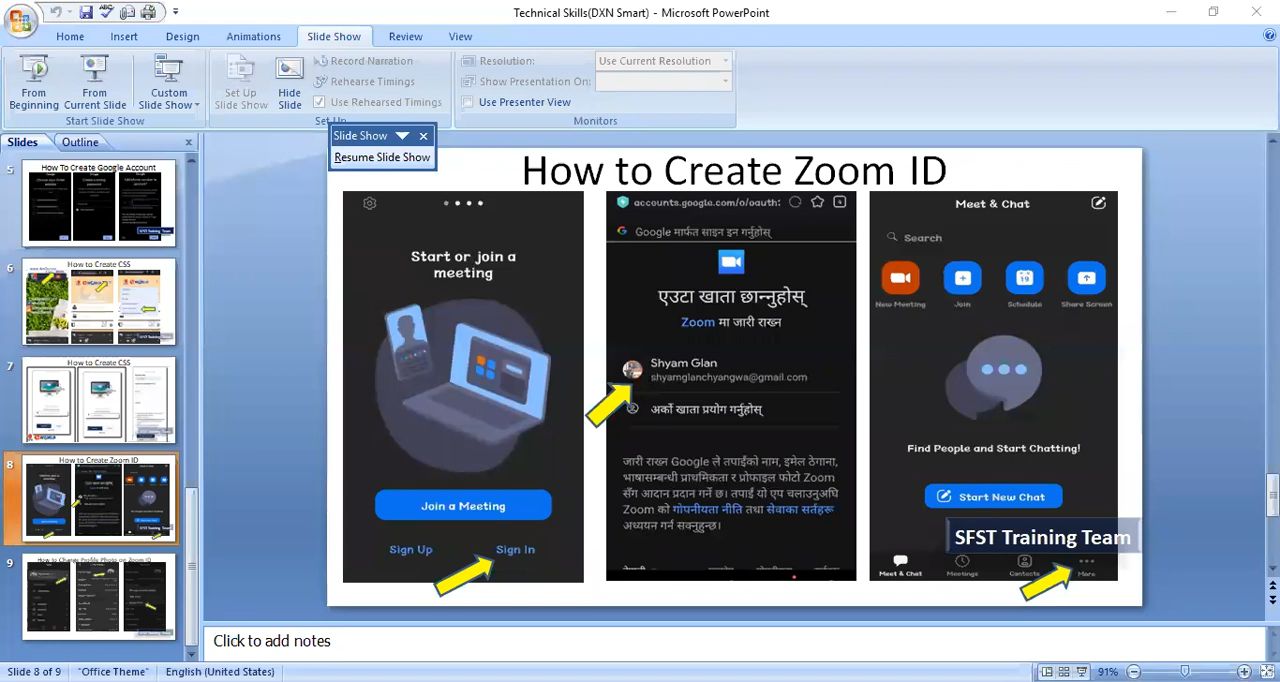 Technical Skills(DXN Smart) - Microsoft PowerPoint
Home Insert Design Animations Slide Show Review View
From Beginning
From Current Slide
Custom Slide Show
Start Slide Show
Set Up Slide Show
Hide Slide
Record Narration
Rehearse Timings
Use Rehearsed Timings
Set Up
Resolution: Use Current Resolution
Show Presentation On:
Use Presenter View
Monitors
Slide Show
Resume Slide Show
Slides Outline
5
How To Create Google Account
6
How to Create CSS
7
How to Create CSS
8
How to Create Zoom ID
9
How to Change Profile Photo on Zoom ID
How to Create Zoom ID
Start or join a
meeting
Join a Meeting
Sign Up Sign In
accounts.google.com/o/oauth:
Google मार्फत साइन इन गर्नुहोस्
एउटा खाता छान्नुहोस्
Zoom मा जारी राख्न
Shyam Glan
shyamglanchyangwa@gmail.com
अर्को खाता प्रयोग गर्नुहोस्
जारी राख्न Google ले तपाईंको नाम, इमेल ठेगाना,
भाषासम्बन्धी प्राथमिकता र प्रोफाइल फोटो Zoom
सँग आदान प्रदान गर्ने छ। तपाईं यो एप चलाउनुअघि
Zoom को गोपनीयता नीति तथा सेवाका सर्तहरू
अध्ययन गर्न सक्नुहुन्छ।
Meet & Chat
Search
New Meeting Join Schedule Share Screen
19
Find People and Start Chatting!
Start New Chat
SFST Training Team
Meet & Chat Meetings Contacts More
Click to add notes
Slide 8 of 9 "Office Theme" English (United States) 91%